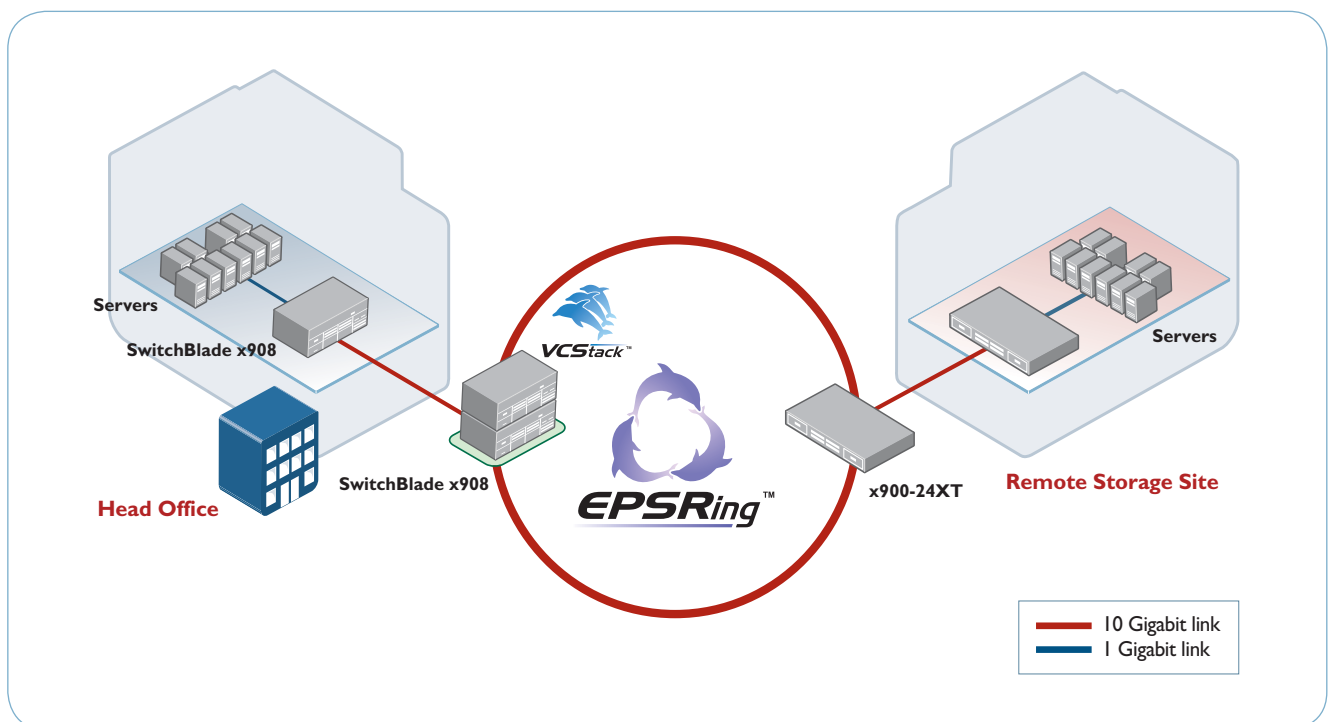 Servers
SwitchBlade x908
Head Office
VCStack™
SwitchBlade x908
EPSRing™
x900-24XT
Servers
Remote Storage Site
10 Gigabit link
1 Gigabit link